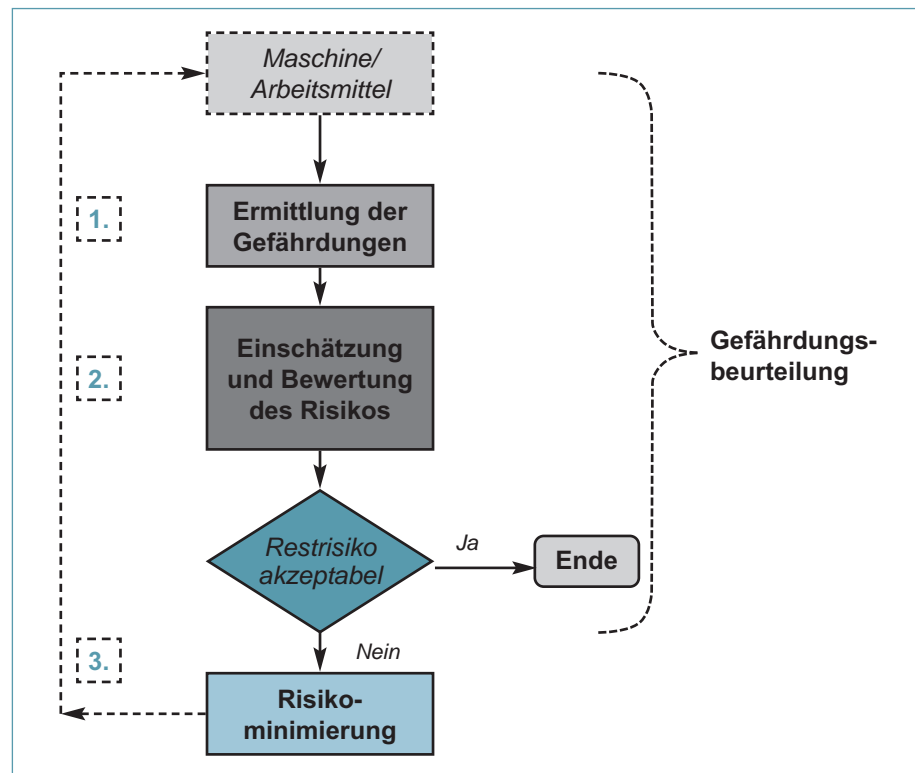 Maschine/
Arbeitsmittel
1.
Ermittlung der
Gefährdungen
2.
Einschätzung
und Bewertung
des Risikos
Gefährdungs-
beurteilung
Restrisiko
akzeptabel
Ja
Ende
Nein
3.
Risiko-
minimierung